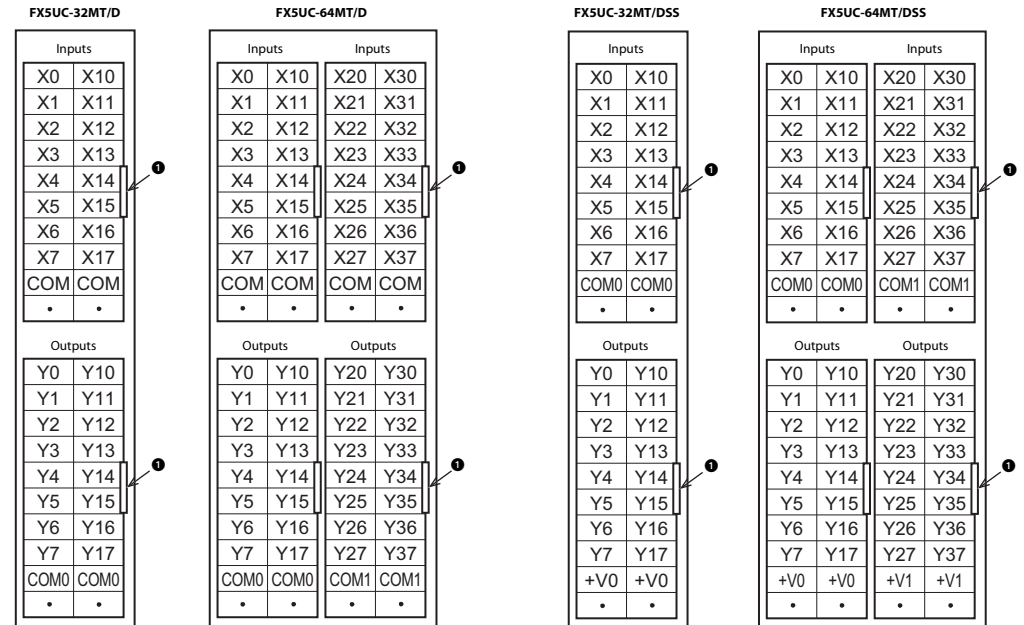 FX5UC-32MT/D FX5UC-64MT/D FX5UC-32MT/DSS FX5UC-64MT/DSS
Inputs Inputs Inputs Inputs Inputs Inputs
X0 X10 X0 X10 X20 X30 X0 X10 X0 X10 X20 X30
X1 X11 X1 X11 X21 X31 X1 X11 X1 X11 X21 X31
X2 X12 X2 X12 X22 X32 X2 X12 X2 X12 X22 X32
X3 X13 X3 X13 X23 X33 X3 X13 X3 X13 X23 X33
❶ ❶ ❶ ❶
X4 X14 X4 X14 X24 X34 X4 X14 X4 X14 X24 X34
X5 X15 X5 X15 X25 X35 X5 X15 X5 X15 X25 X35
X6 X16 X6 X16 X26 X36 X6 X16 X6 X16 X26 X36
X7 X17 X7 X17 X27 X37 X7 X17 X7 X17 X27 X37
COM COM COM COM COM COM COM0 COM0 COM0 COM0 COM1 COM1
• • • • • • • • • • • •
Outputs Outputs Outputs Outputs Outputs Outputs
Y0 Y10 Y0 Y10 Y20 Y30 Y0 Y10 Y0 Y10 Y20 Y30
Y1 Y11 Y1 Y11 Y21 Y31 Y1 Y11 Y1 Y11 Y21 Y31
Y2 Y12 Y2 Y12 Y22 Y32 Y2 Y12 Y2 Y12 Y22 Y32
Y3 Y13 Y3 Y13 Y23 Y33 Y3 Y13 Y3 Y13 Y23 Y33
❶ ❶ ❶ ❶
Y4 Y14 Y4 Y14 Y24 Y34 Y4 Y14 Y4 Y14 Y24 Y34
Y5 Y15 Y5 Y15 Y25 Y35 Y5 Y15 Y5 Y15 Y25 Y35
Y6 Y16 Y6 Y16 Y26 Y36 Y6 Y16 Y6 Y16 Y26 Y36
Y7 Y17 Y7 Y17 Y27 Y37 Y7 Y17 Y7 Y17 Y27 Y37
COM0 COM0 COM0 COM0 COM1 COM1 +V0 +V0 +V0 +V0 +V1 +V1
• • • • • • • • • • • •